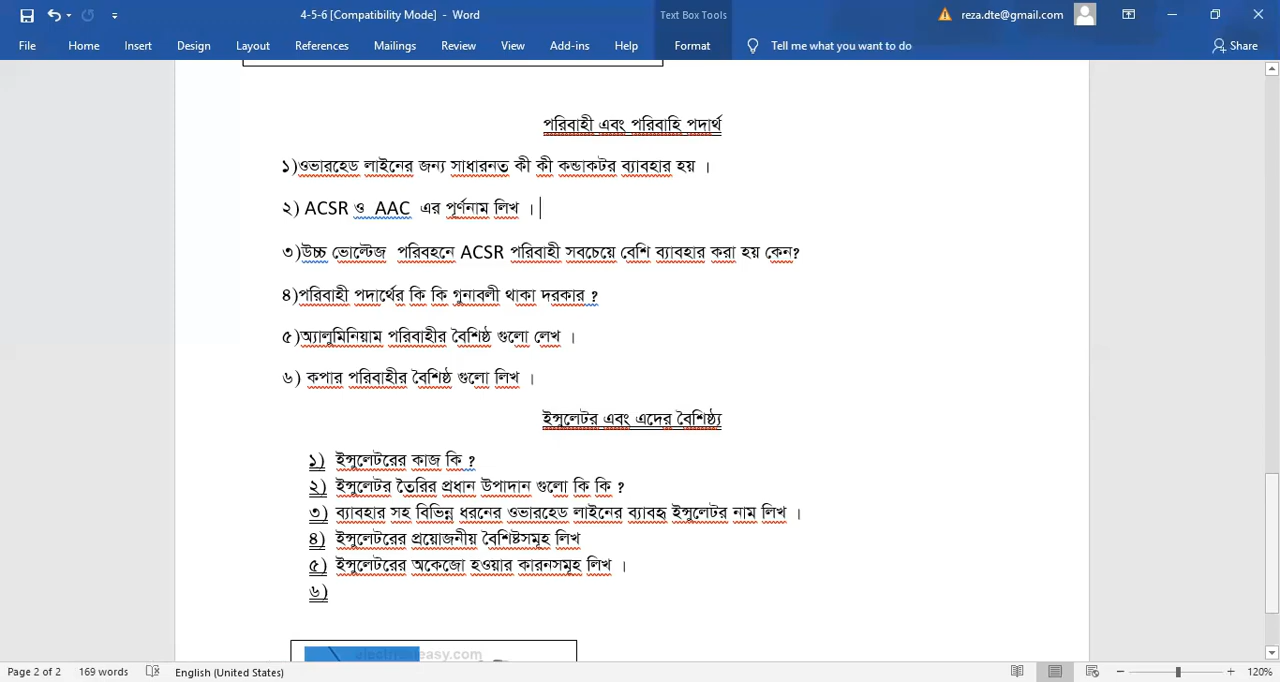 4-5-6 [Compatibility Mode] - Word
Text Box Tools
reza.dte@gmail.com
File Home Insert Design Layout References Mailings Review View Add-ins Help Format Tell me what you want to do Share
পরিবাহী এবং পরিবাহি পদার্থ
১)ওভারহেড লাইনের জন্য সাধারনত কী কী কন্ডাকটর ব্যাবহার হয় ।
২) ACSR ও AAC এর পূর্ণনাম লিখ ।
৩)উচ্চ ভোল্টেজ পরিবহনে ACSR পরিবাহী সবচেয়ে বেশি ব্যাবহার করা হয় কেন?
৪)পরিবাহী পদার্থের কি কি গুনাবলী থাকা দরকার ?
৫)অ্যালুমিনিয়াম পরিবাহীর বৈশিষ্ঠ গুলো লেখ ।
৬) কপার পরিবাহীর বৈশিষ্ঠ গুলো লিখ ।
ইন্সুলেটর এবং এদের বৈশিষ্ঠ্য
১) ইন্সুলেটরের কাজ কি ?
২) ইন্সুলেটর তৈরির প্রধান উপাদান গুলো কি কি ?
৩) ব্যাবহার সহ বিভিন্ন ধরনের ওভারহেড লাইনের ব্যাবহৃ ইন্সুলেটর নাম লিখ ।
৪) ইন্সুলেটরের প্রয়োজনীয় বৈশিষ্টসমূহ লিখ
৫) ইন্সুলেটরের অকেজো হওয়ার কারনসমূহ লিখ ।
৬)
electricaleasy.com
Page 2 of 2 169 words English (United States) 120%